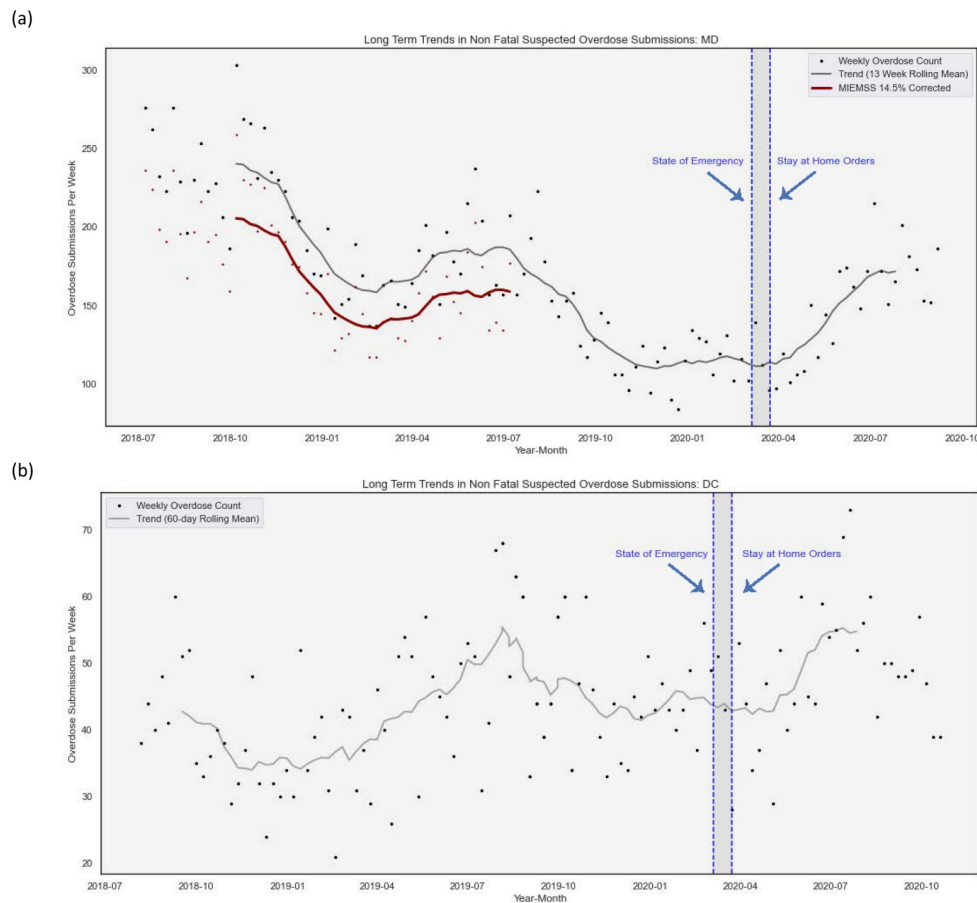 (a)
Long Term Trends in Non Fatal Suspected Overdose Submissions: MD
Weekly Overdose Count
Trend (13 Week Rolling Mean)
MIEMSS 14.5% Corrected
State of Emergency
Stay at Home Orders
Overdose Submissions Per Week
300
250
200
150
100
2018-07 2018-10 2019-01 2019-04 2019-07 2019-10 2020-01 2020-04 2020-07 2020-10
Year-Month
(b)
Long Term Trends in Non Fatal Suspected Overdose Submissions: DC
Weekly Overdose Count
Trend (60-day Rolling Mean)
State of Emergency
Stay at Home Orders
Overdose Submissions Per Week
70
60
50
40
30
20
2018-07 2018-10 2019-01 2019-04 2019-07 2019-10 2020-01 2020-04 2020-07 2020-10
Year-Month